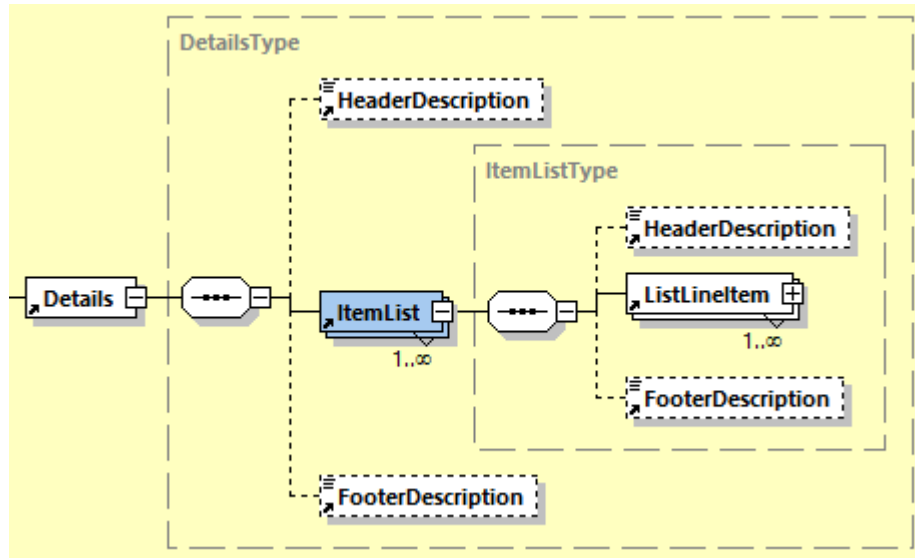 DetailsType
HeaderDescription
ItemListType
HeaderDescription
Details
ItemList
ListLineItem
1..∞
1..∞
FooterDescription
FooterDescription